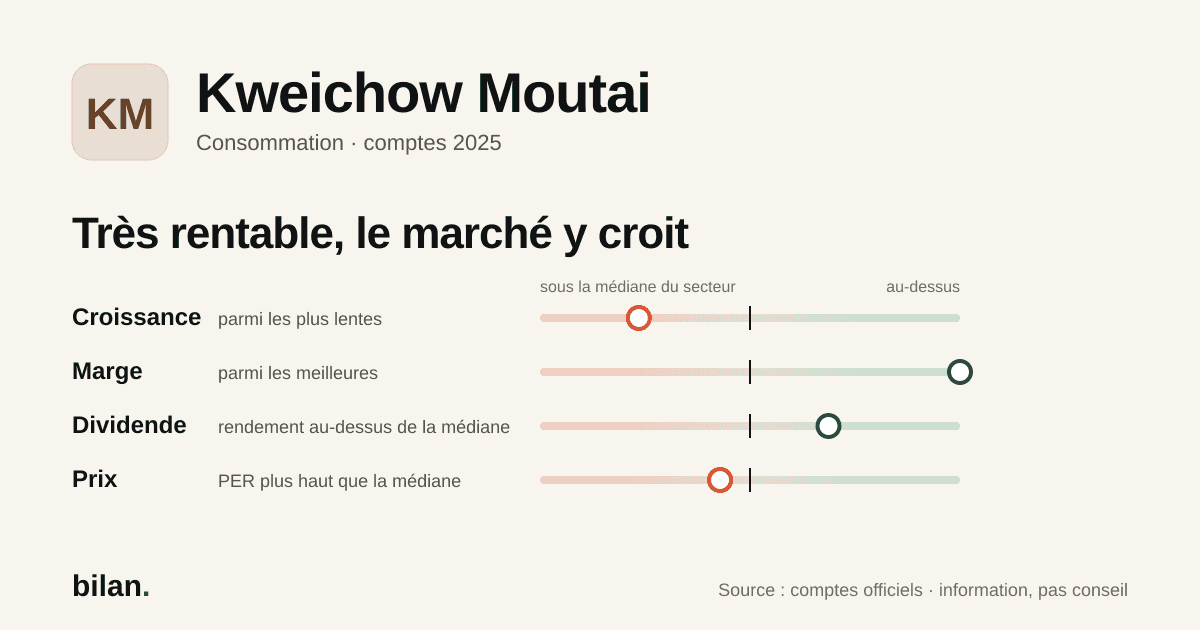 KM
Kweichow Moutai
Consommation · comptes 2025
Très rentable, le marché y croit
sous la médiane du secteur au-dessus
Croissance parmi les plus lentes
Marge parmi les meilleures
Dividende rendement au-dessus de la médiane
Prix PER plus haut que la médiane
bilan.
Source : comptes officiels · information, pas conseil